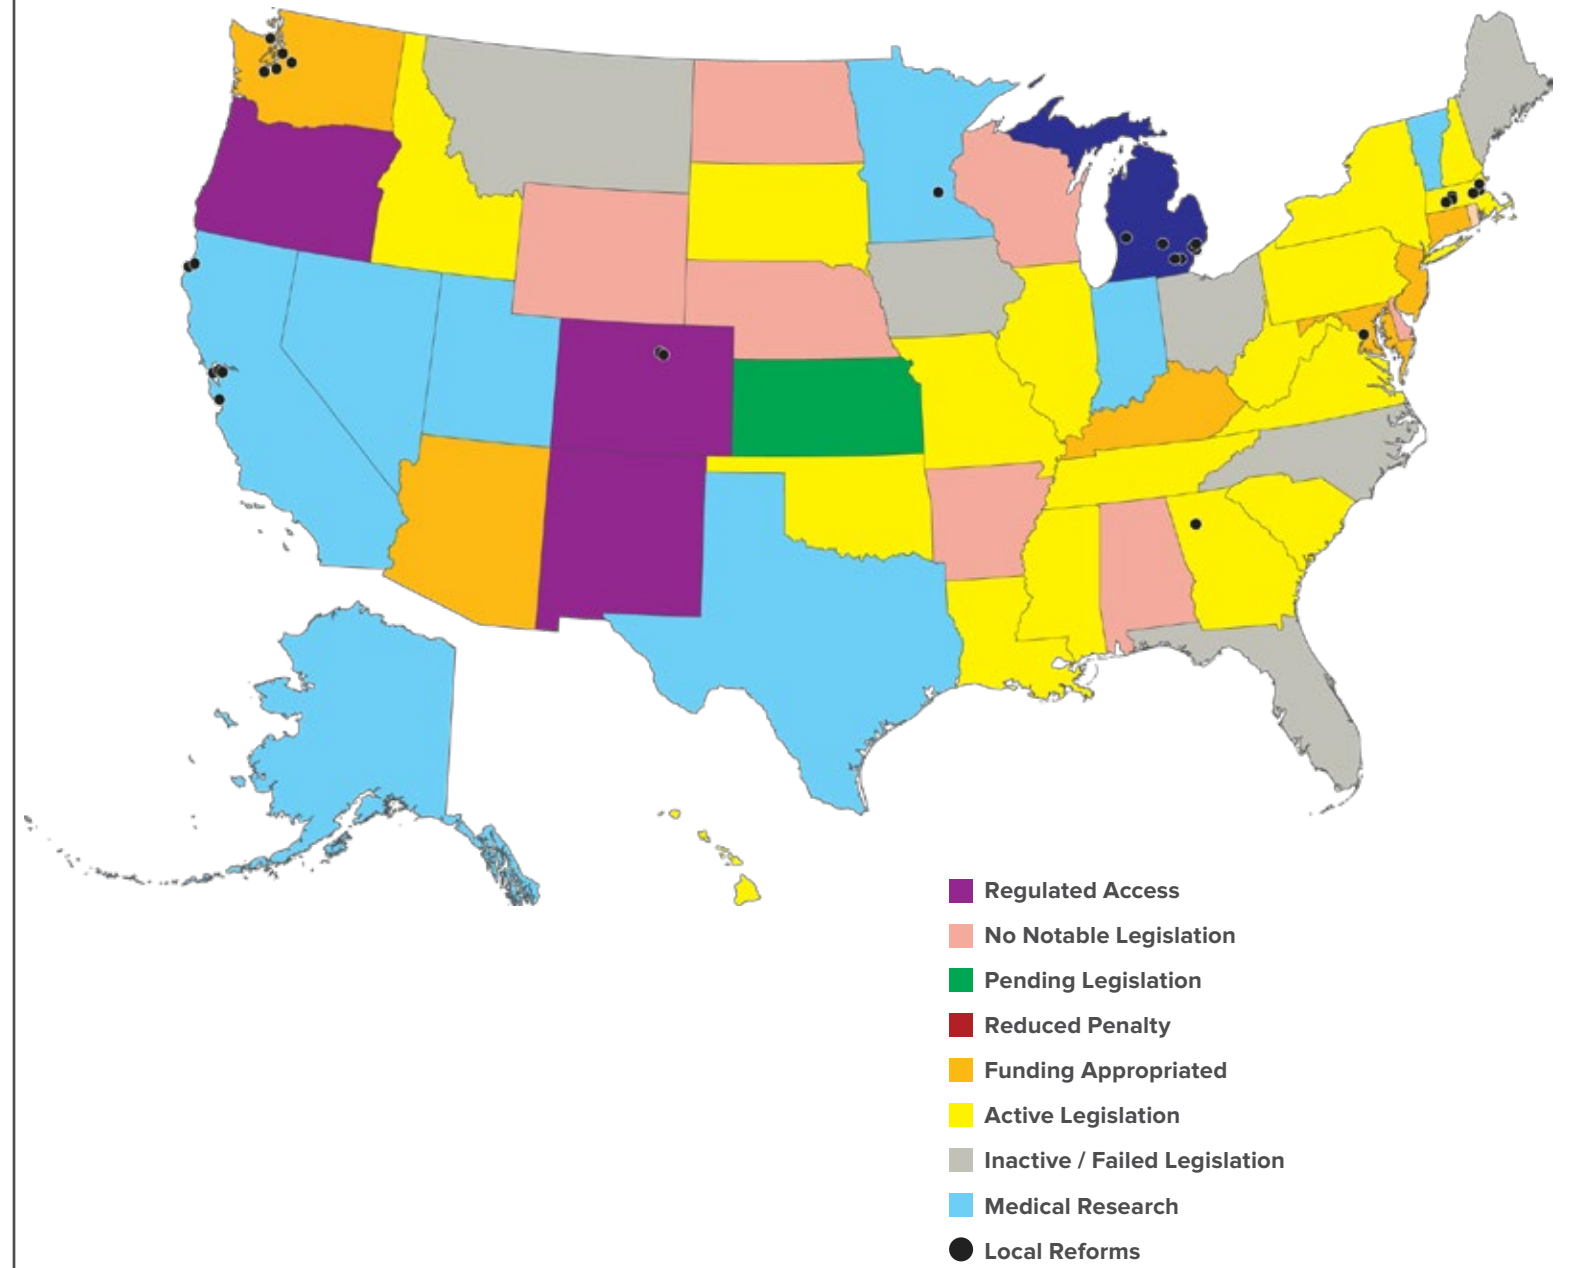 Regulated Access
No Notable Legislation
Pending Legislation
Reduced Penalty
Funding Appropriated
Active Legislation
Inactive / Failed Legislation
Medical Research
Local Reforms